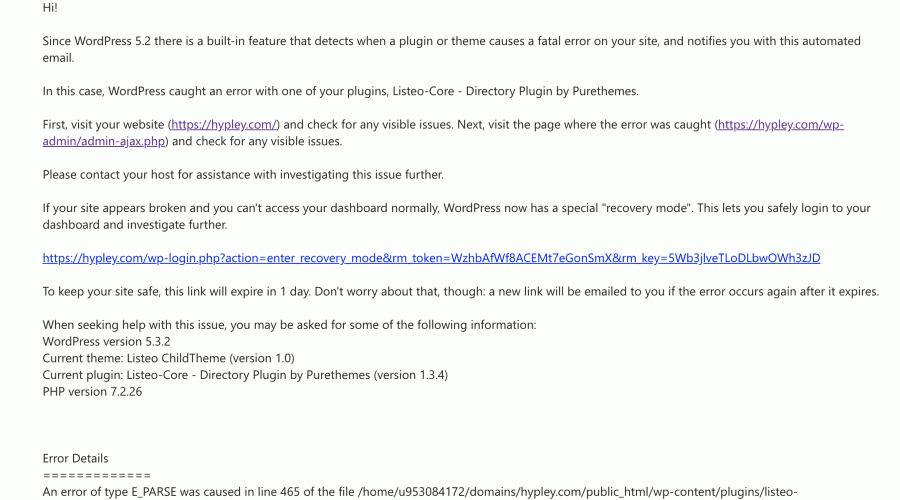 Hi!
Since WordPress 5.2 there is a built-in feature that detects when a plugin or theme causes a fatal error on your site, and notifies you with this automated
email.
In this case, WordPress caught an error with one of your plugins, Listeo-Core - Directory Plugin by Purethemes.
First, visit your website (https://hypley.com/) and check for any visible issues. Next, visit the page where the error was caught (https://hypley.com/wp-
admin/admin-ajax.php) and check for any visible issues.
Please contact your host for assistance with investigating this issue further.
If your site appears broken and you can't access your dashboard normally, WordPress now has a special "recovery mode". This lets you safely login to your
dashboard and investigate further.
https://hypley.com/wp-login.php?action=enter_recovery_mode&rm_token=WzhbAfWf8ACEMt7eGonSmX&rm_key=5Wb3jlveTLoDLbwOWh3zJD
To keep your site safe, this link will expire in 1 day. Don't worry about that, though: a new link will be emailed to you if the error occurs again after it expires.
When seeking help with this issue, you may be asked for some of the following information:
WordPress version 5.3.2
Current theme: Listeo ChildTheme (version 1.0)
Current plugin: Listeo-Core - Directory Plugin by Purethemes (version 1.3.4)
PHP version 7.2.26
Error Details
=============
An error of type E_PARSE was caused in line 465 of the file /home/u953084172/domains/hypley.com/public_html/wp-content/plugins/listeo-